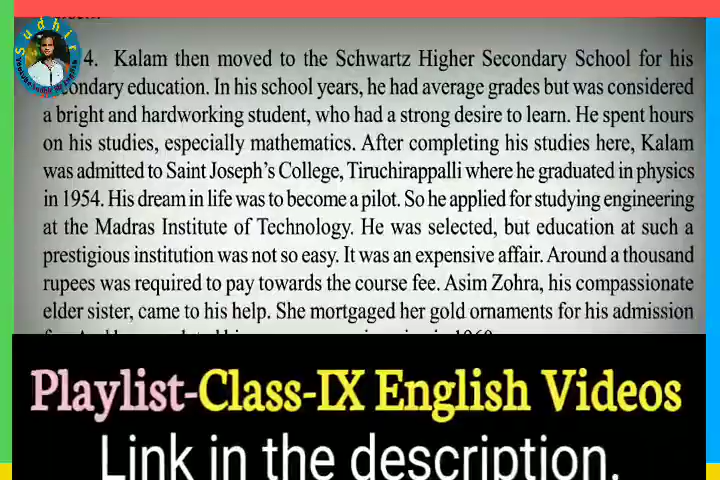 Sudhir
4. Kalam then moved to the Schwartz Higher Secondary School for his
ondary education. In his school years, he had average grades but was considered
a bright and hardworking student, who had a strong desire to learn. He spent hours
on his studies, especially mathematics. After completing his studies here, Kalam
was admitted to Saint Joseph's College, Tiruchirappalli where he graduated in physics
in 1954. His dream in life was to become a pilot. So he applied for studying engineering
at the Madras Institute of Technology. He was selected, but education at such a
prestigious institution was not so easy. It was an expensive affair. Around a thousand
rupees was required to pay towards the course fee. Asim Zohra, his compassionate
elder sister, came to his help. She mortgaged her gold ornaments for his admission
Playlist-Class-IX English Videos
Link in the description.